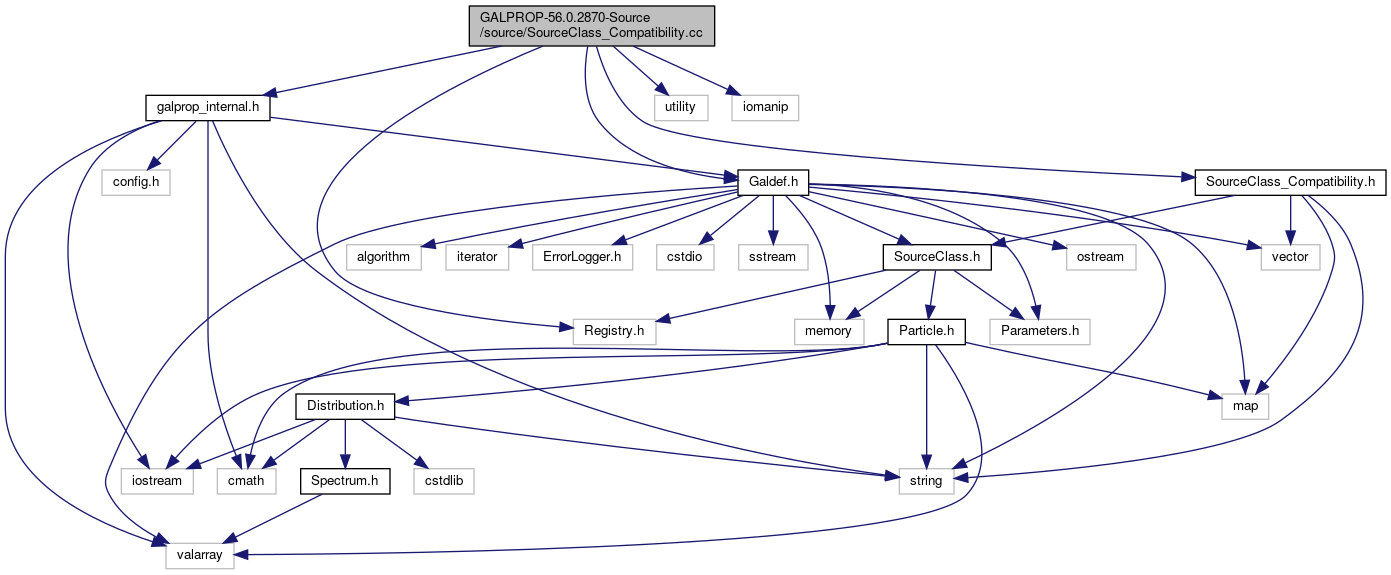 GALPROP-56.0.2870-Source
/source/SourceClass_Compatibility.cc
galprop_internal.h
utility
iomanip
config.h
Galdef.h
SourceClass_Compatibility.h
algorithm
iterator
ErrorLogger.h
cstdio
sstream
SourceClass.h
ostream
vector
Registry.h
memory
Particle.h
Parameters.h
Distribution.h
map
iostream
cmath
Spectrum.h
cstdlib
string
valarray